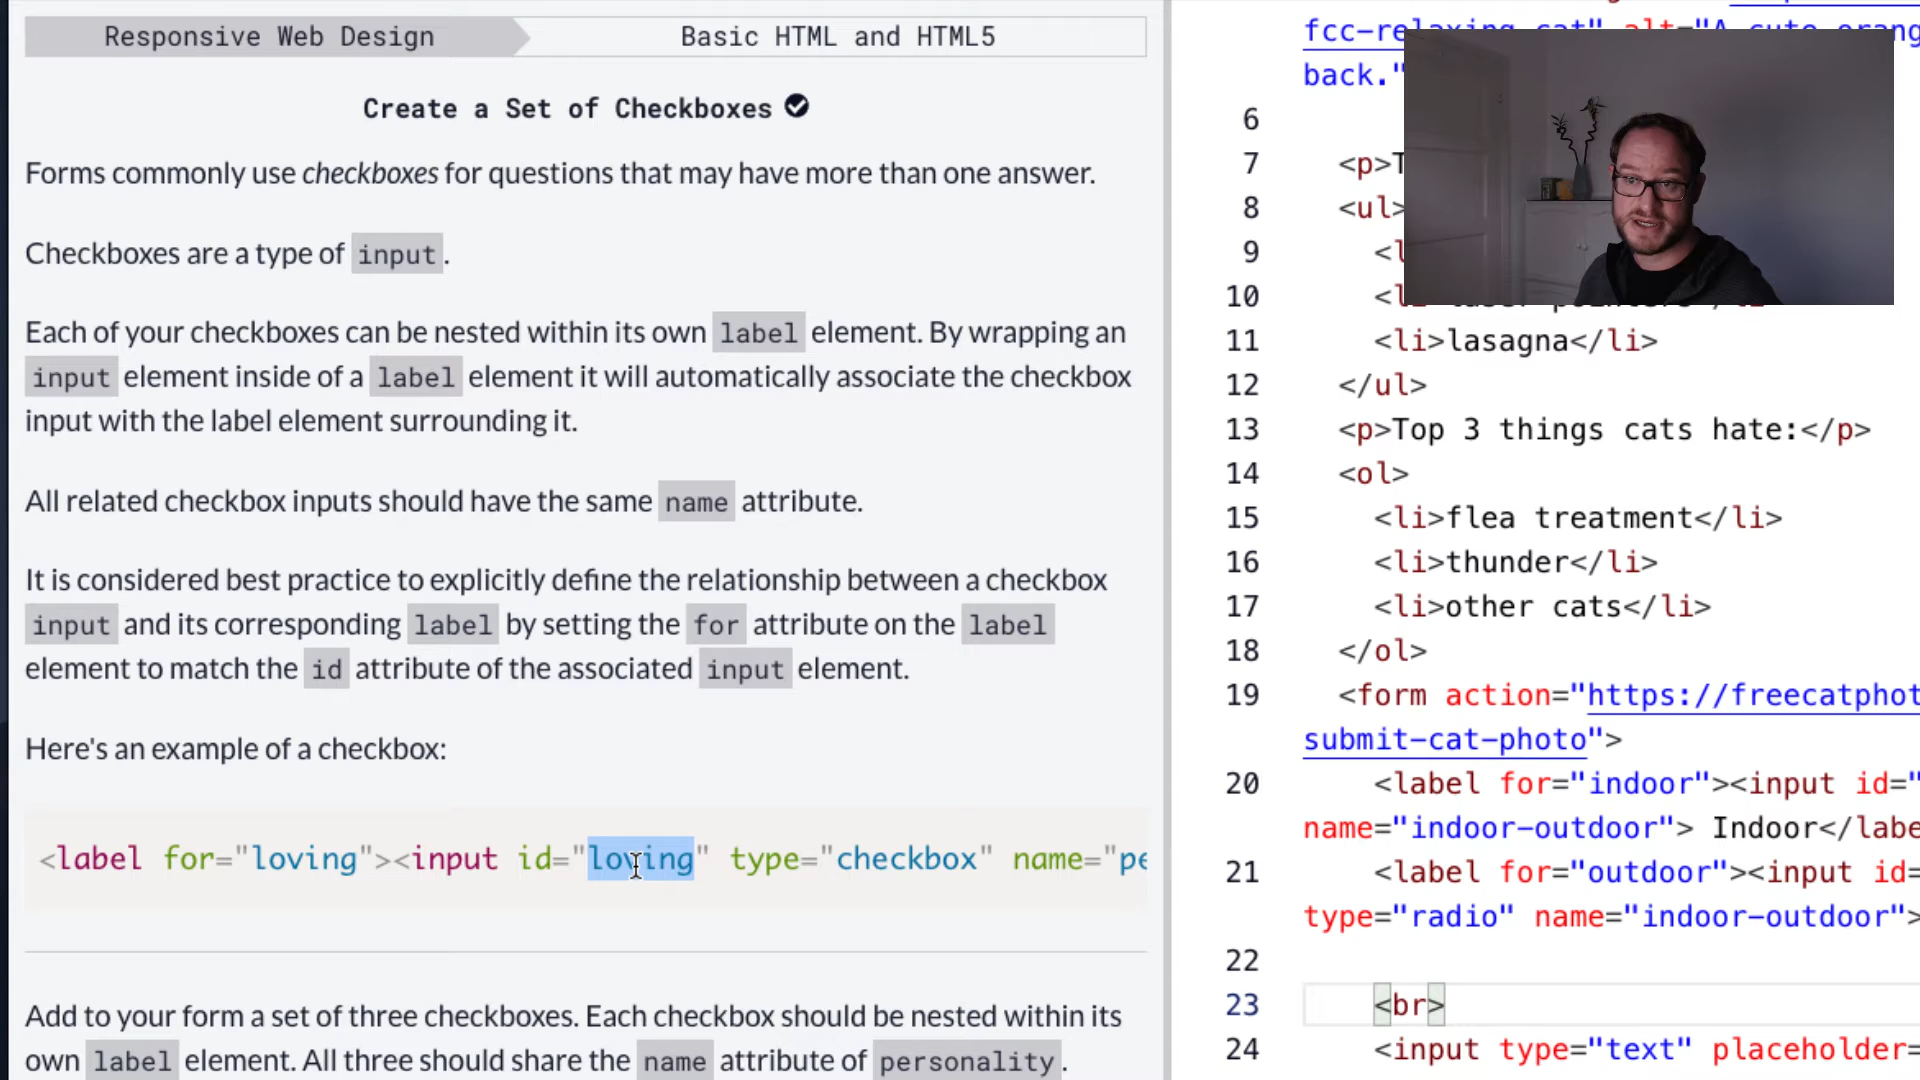 Responsive Web Design
Basic HTML and HTML5
Create a Set of Checkboxes
Forms commonly use checkboxes for questions that may have more than one answer.
Checkboxes are a type of input.
Each of your checkboxes can be nested within its own label element. By wrapping an
input element inside of a label element it will automatically associate the checkbox
input with the label element surrounding it.
All related checkbox inputs should have the same name attribute.
It is considered best practice to explicitly define the relationship between a checkbox
input and its corresponding label by setting the for attribute on the label
element to match the id attribute of the associated input element.
Here's an example of a checkbox:
<label for="loving"><input id="loving" type="checkbox" name="pe
Add to your form a set of three checkboxes. Each checkbox should be nested within its
own label element. All three should share the name attribute of personality.
fcc-relaxing-cat" alt="A cute orang
back."
6
7 <p>T
8 <ul>
9 <l
10 <l
11 <li>lasagna</li>
12 </ul>
13 <p>Top 3 things cats hate:</p>
14 <ol>
15 <li>flea treatment</li>
16 <li>thunder</li>
17 <li>other cats</li>
18 </ol>
19 <form action="https://freecatphot
submit-cat-photo">
20 <label for="indoor"><input id="
name="indoor-outdoor"> Indoor</labe
21 <label for="outdoor"><input id=
type="radio" name="indoor-outdoor">
22
23 <br>
24 <input type="text" placeholder=